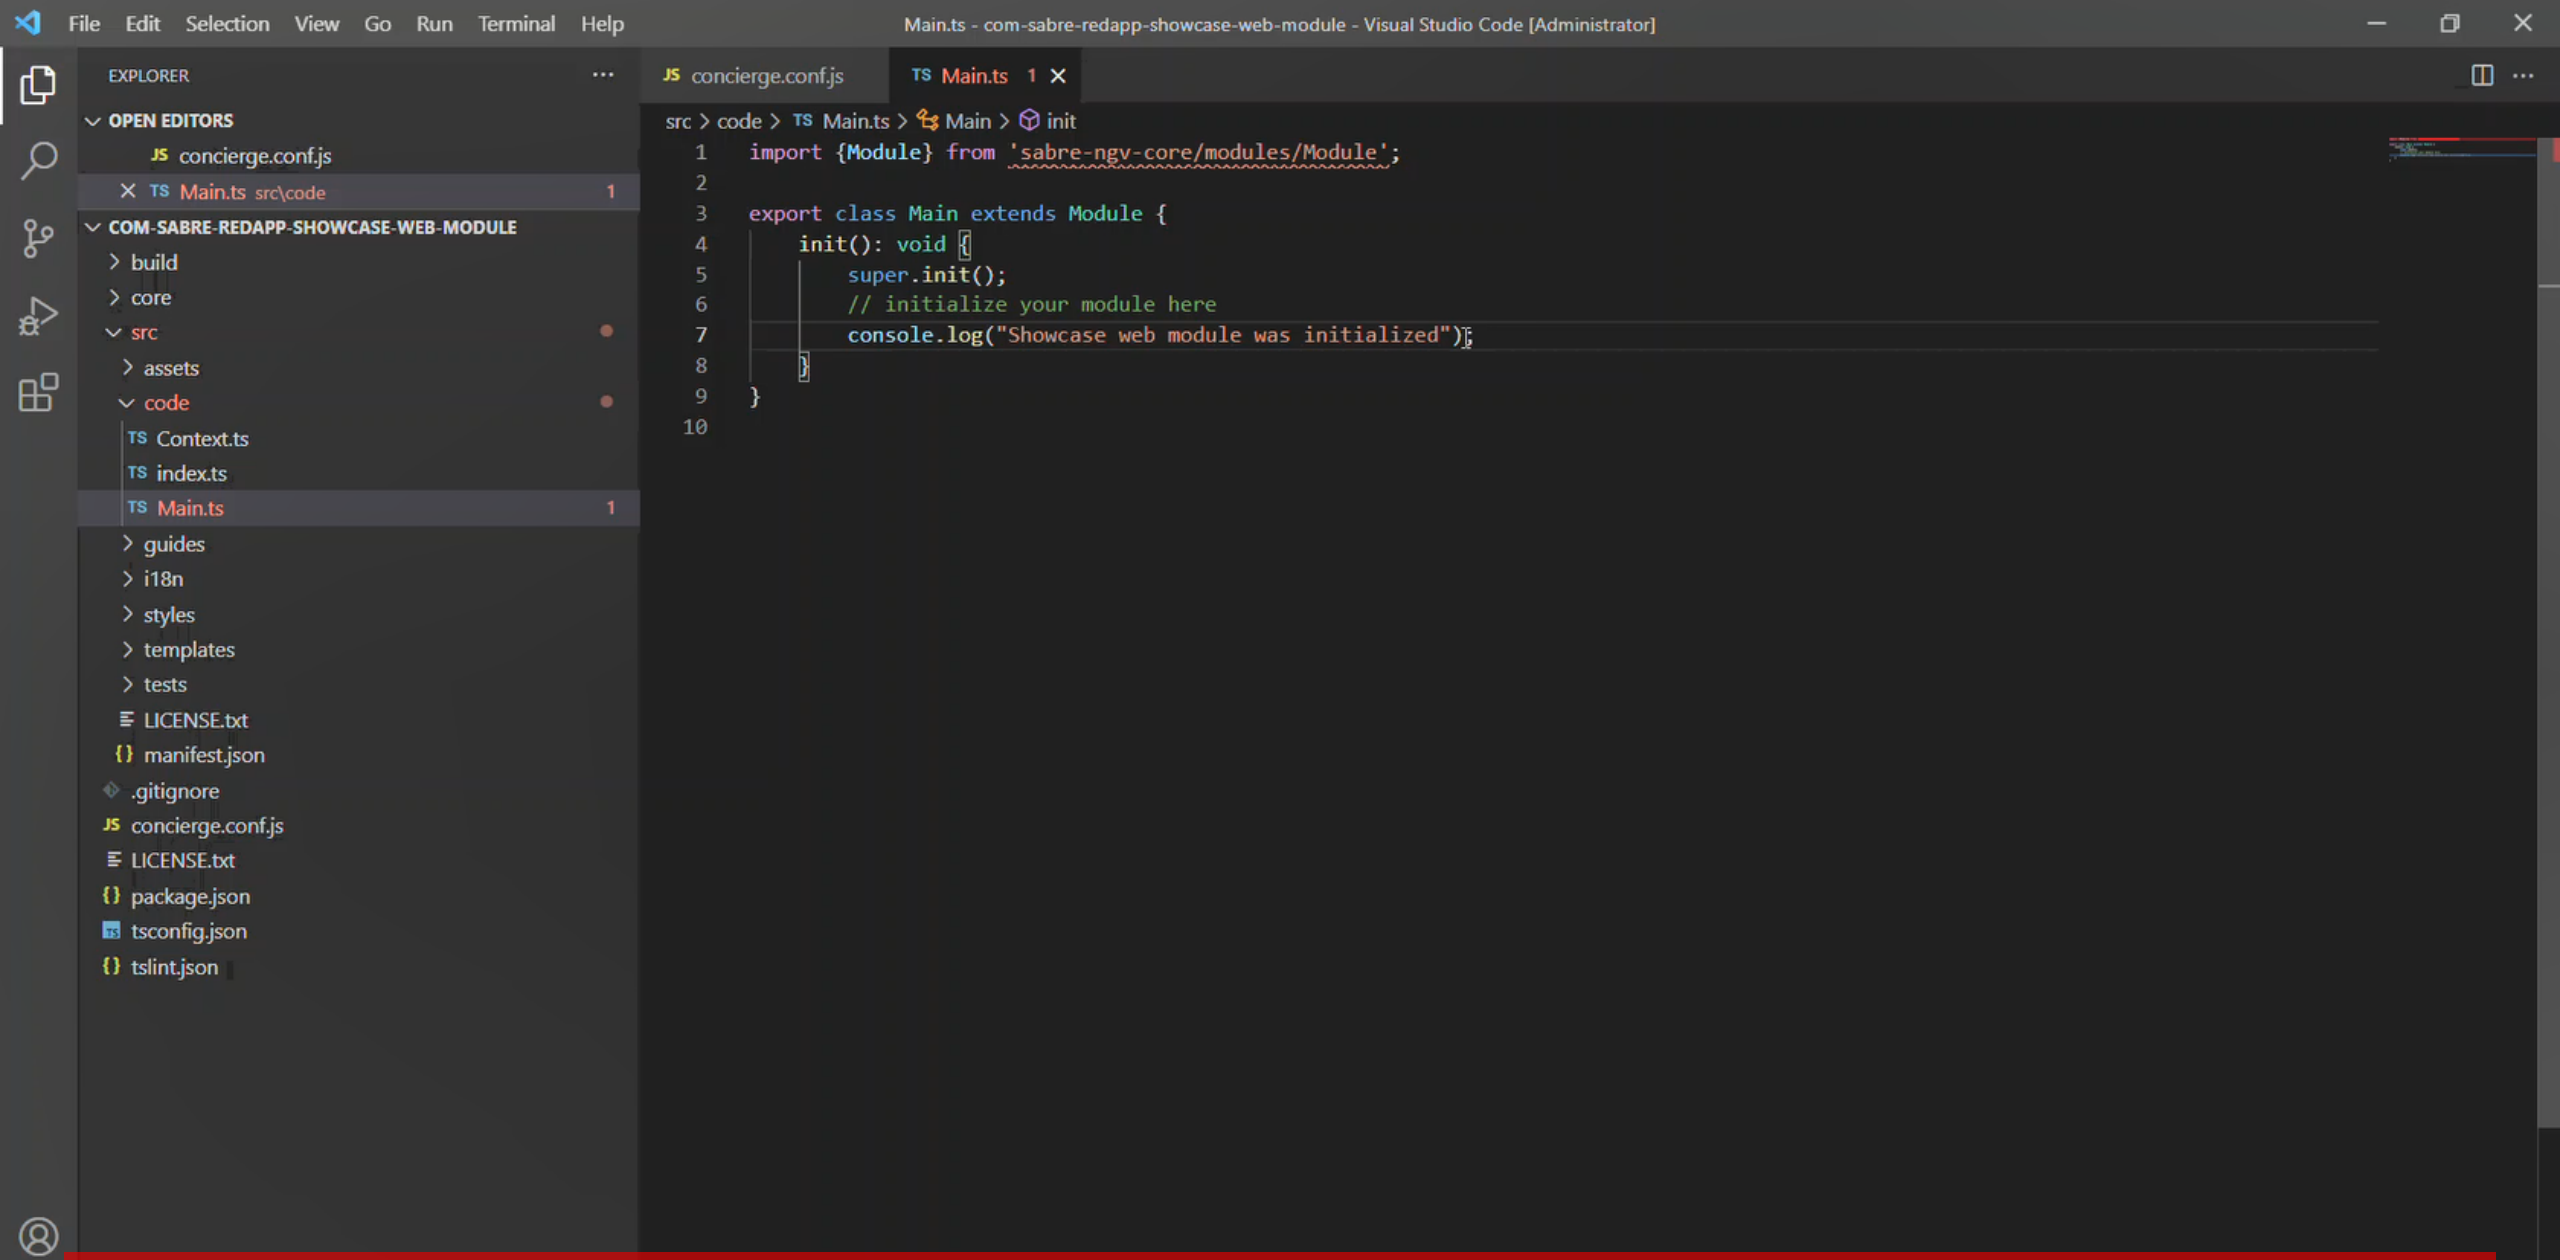 File Edit Selection View Go Run Terminal Help
Main.ts - com-sabre-redapp-showcase-web-module - Visual Studio Code [Administrator]
EXPLORER
OPEN EDITORS
JS concierge.conf.js
TS Main.ts src\code 1
COM-SABRE-REDAPP-SHOWCASE-WEB-MODULE
build
core
src
assets
code
TS Context.ts
TS index.ts
TS Main.ts 1
guides
i18n
styles
templates
tests
LICENSE.txt
{} manifest.json
.gitignore
JS concierge.conf.js
LICENSE.txt
{} package.json
TS tsconfig.json
{} tslint.json
JS concierge.conf.js
TS Main.ts 1
src > code > TS Main.ts > Main > init
1 import {Module} from 'sabre-ngv-core/modules/Module';
2
3 export class Main extends Module {
4 init(): void {
5 super.init();
6 // initialize your module here
7 console.log("Showcase web module was initialized");
8 }
9 }
10